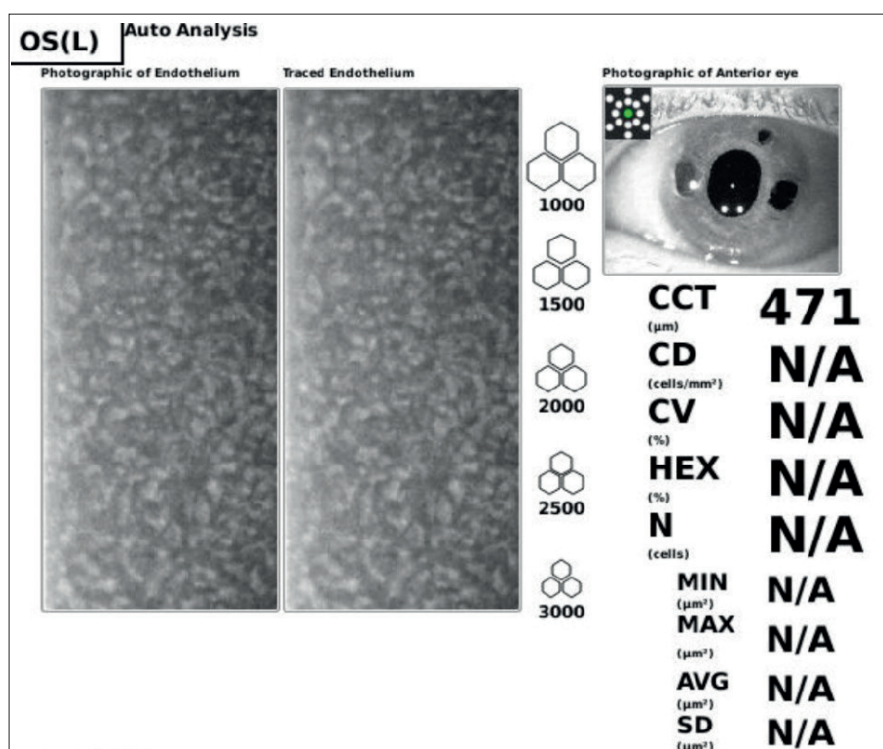 OS(L)
Auto Analysis
Photographic of Endothelium
Traced Endothelium
Photographic of Anterior eye
1000
1500
2000
2500
3000
CCT
(µm)
471
CD
(cells/mm²)
N/A
CV
(%)
N/A
HEX
(%)
N/A
N
(cells)
N/A
MIN
(µm²)
N/A
MAX
(µm²)
N/A
AVG
(µm²)
N/A
SD
(µm²)
N/A